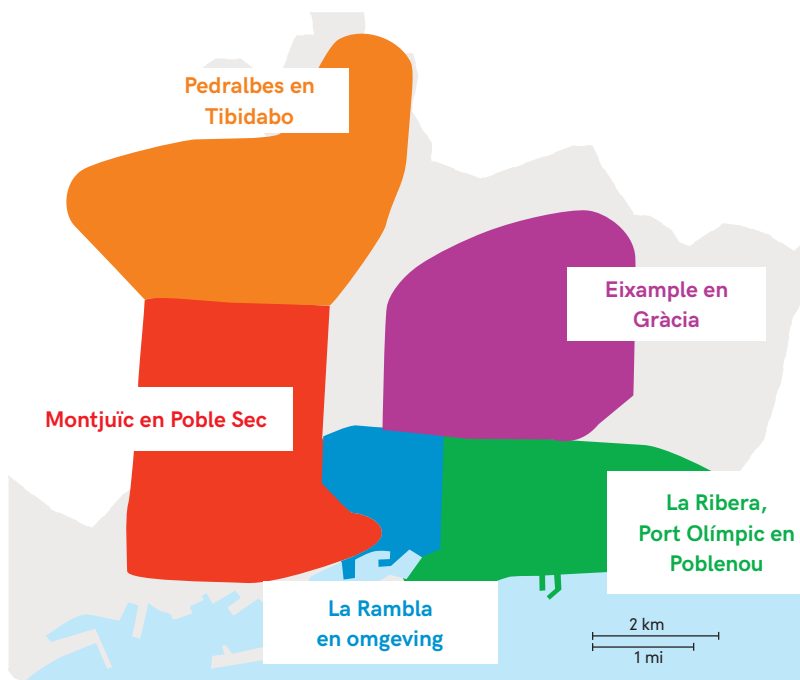 Pedralbes en
Tibidabo
Eixample en
Gràcia
Montjuïc en Poble Sec
La Ribera,
Port Olímpic en
Poblenou
La Rambla
en omgeving
2 km
1 mi